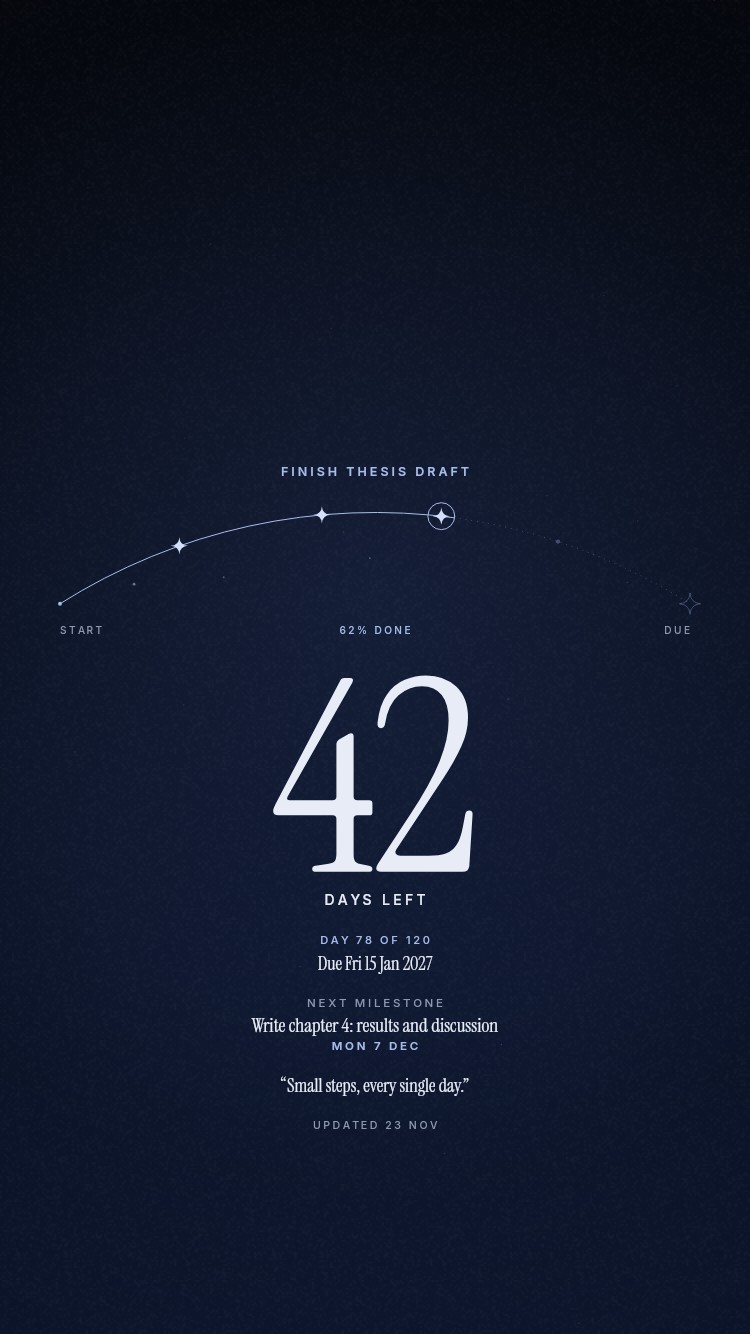 FINISH THESIS DRAFT
START 62% DONE DUE
42
DAYS LEFT
DAY 78 OF 120
Due Fri 15 Jan 2027
NEXT MILESTONE
Write chapter 4: results and discussion
MON 7 DEC
“Small steps, every single day.”
UPDATED 23 NOV